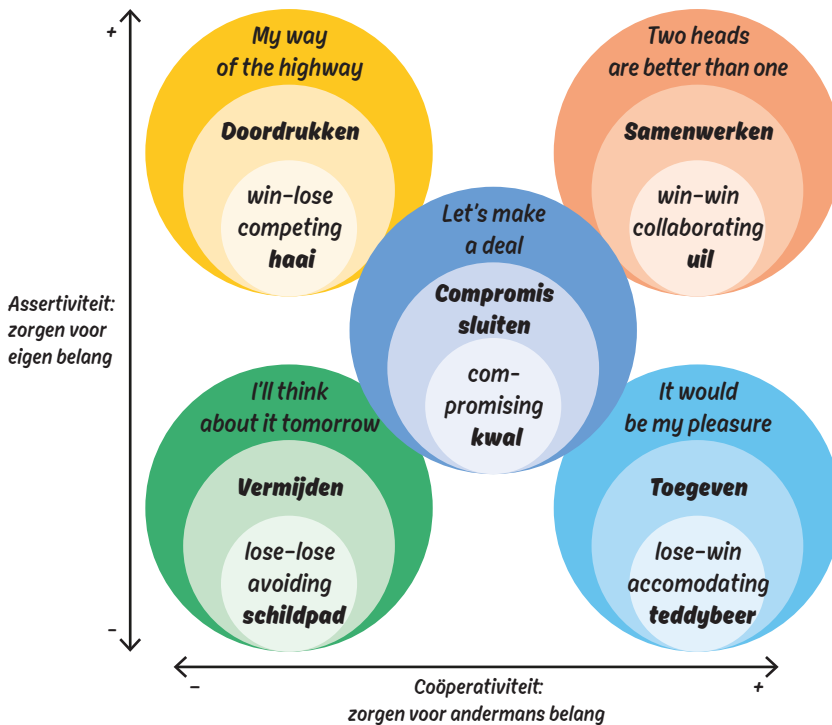 +
My way
of the highway
Doordrukken
win-lose
competing
haai
Two heads
are better than one
Samenwerken
win-win
collaborating
uil
Let's make
a deal
Compromis
sluiten
com-
promising
kwal
Assertiviteit:
zorgen voor
eigen belang
I'll think
about it tomorrow
Vermijden
lose-lose
avoiding
schildpad
It would
be my pleasure
Toegeven
lose-win
accomodating
teddybeer
–
– Coöperativiteit: +
zorgen voor andermans belang